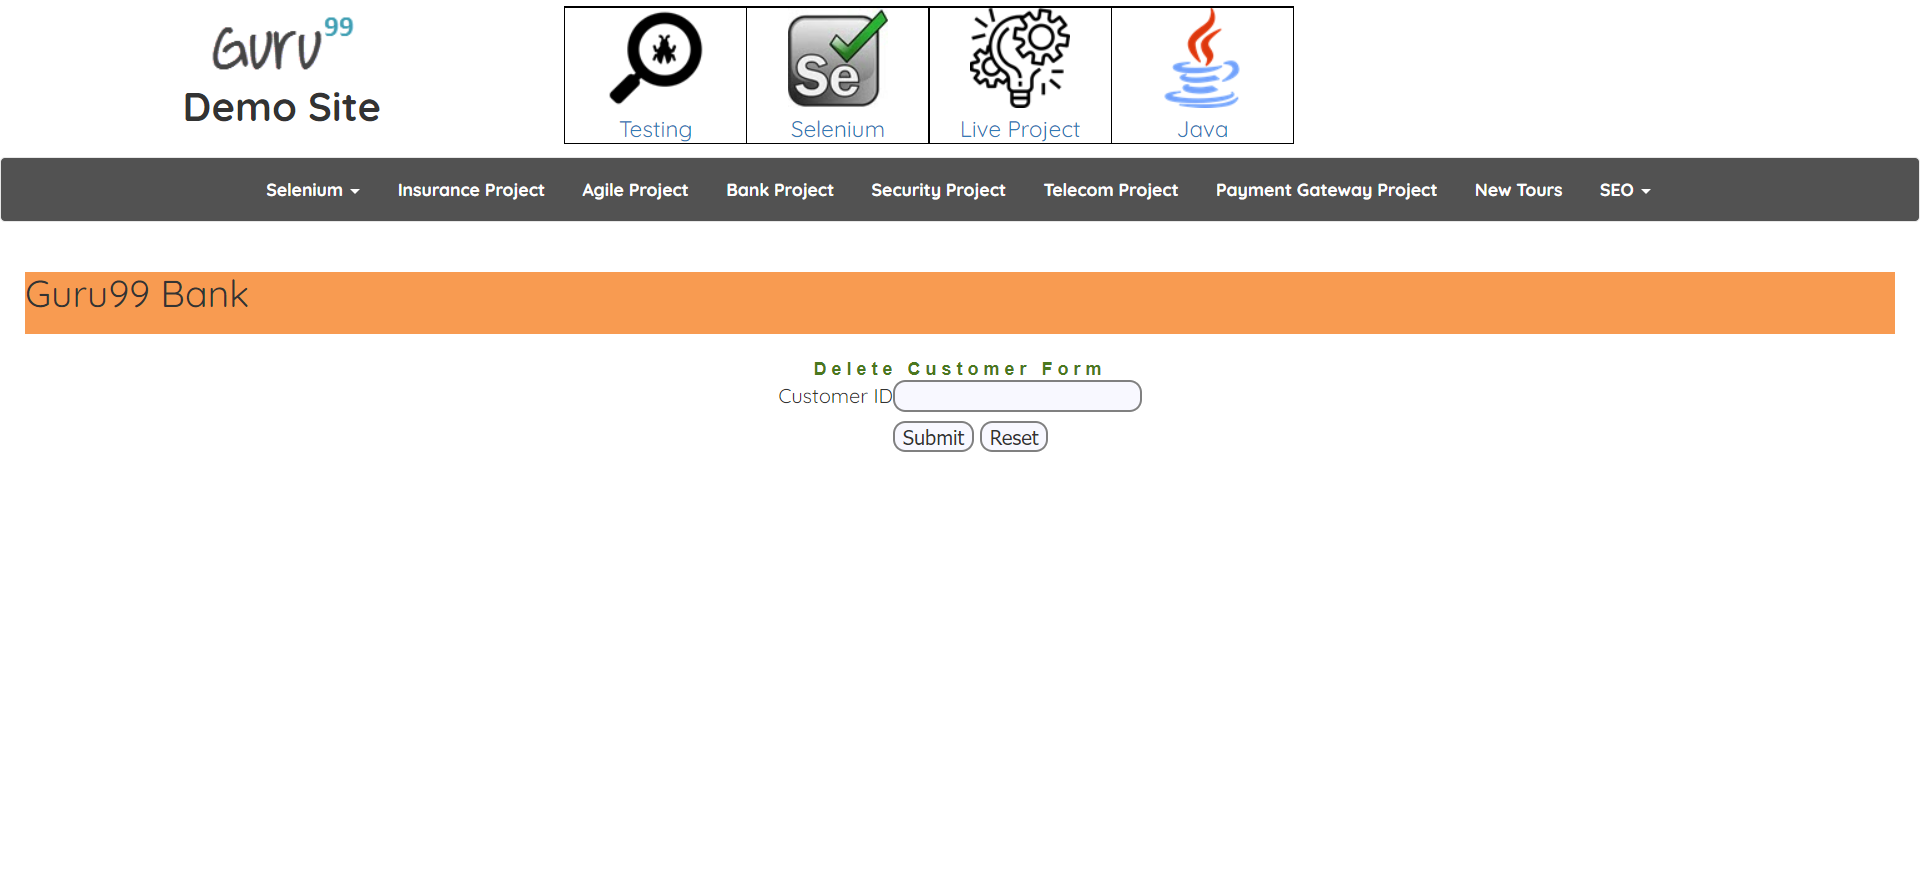 Guru99
Demo Site
Se
Testing
Selenium
Live Project
Java
Selenium
Insurance Project
Agile Project
Bank Project
Security Project
Telecom Project
Payment Gateway Project
New Tours
SEO
Guru99 Bank
Delete Customer Form
Customer ID
Submit
Reset